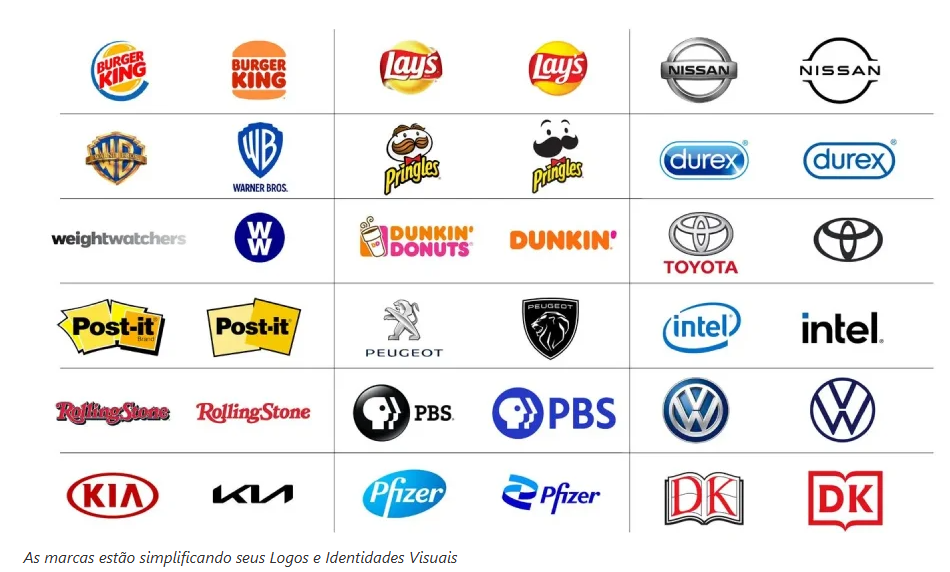 BURGER
KING
BURGER
KING
Lay's
Lay's
NISSAN
NISSAN
WB
WB
WARNER BROS.
Pringles
Pringles
durex®
durex®
weightwatchers
W
W
DUNKIN'
DONUTS
DUNKIN'
TOYOTA
Post-it®
Brand
Post-it®
PEUGEOT
PEUGEOT
intel®
intel®
RollingStone
RollingStone
PBS
PBS
VW
VW
KIA
KIA
Pfizer
Pfizer
DK
DK
As marcas estão simplificando seus Logos e Identidades Visuais